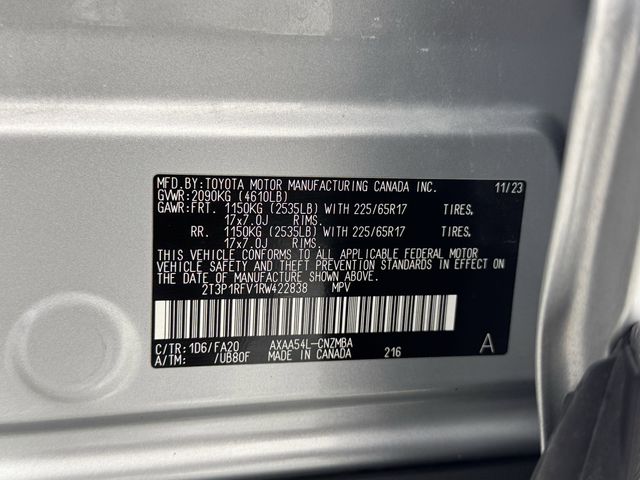 MFD.BY:TOYOTA MOTOR MANUFACTURING CANADA INC. 11/23
GVWR:2090KG (4610LB)
GAWR:FRT. 1150KG (2535LB) WITH 225/65R17 TIRES.
17x7.0J RIMS.
RR. 1150KG (2535LB) WITH 225/65R17 TIRES.
17x7.0J RIMS.
THIS VEHICLE CONFORMS TO ALL APPLICABLE FEDERAL MOTOR
VEHICLE SAFETY AND THEFT PREVENTION STANDARDS IN EFFECT
ON THE DATE OF MANUFACTURE SHOWN ABOVE.
2T3P1RFV1RW422838 MPV
C/TR:1D6/FA20 AXAA54L-CNZMBA
A/TM: /UB80F MADE IN CANADA 216 A